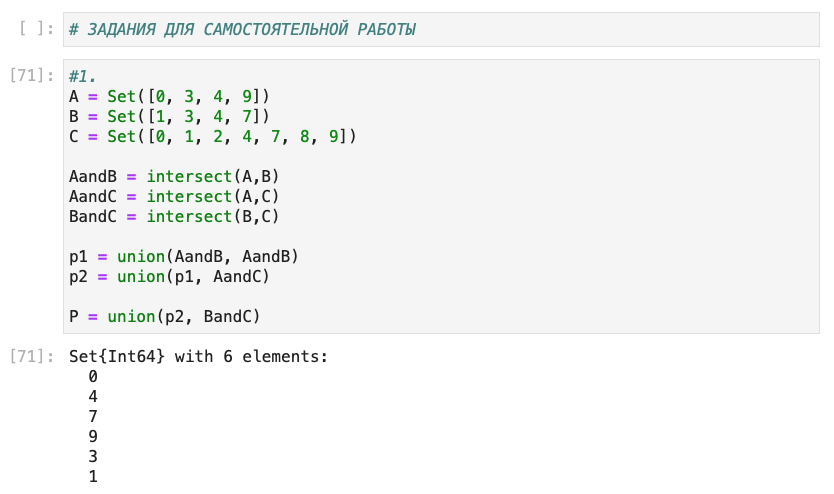 [ ]: # ЗАДАНИЯ ДЛЯ САМОСТОЯТЕЛЬНОЙ РАБОТЫ
[71]: #1.
A = Set([0, 3, 4, 9])
B = Set([1, 3, 4, 7])
C = Set([0, 1, 2, 4, 7, 8, 9])
AandB = intersect(A,B)
AandC = intersect(A,C)
BandC = intersect(B,C)
p1 = union(AandB, AandB)
p2 = union(p1, AandC)
P = union(p2, BandC)
[71]: Set{Int64} with 6 elements:
0
4
7
9
3
1